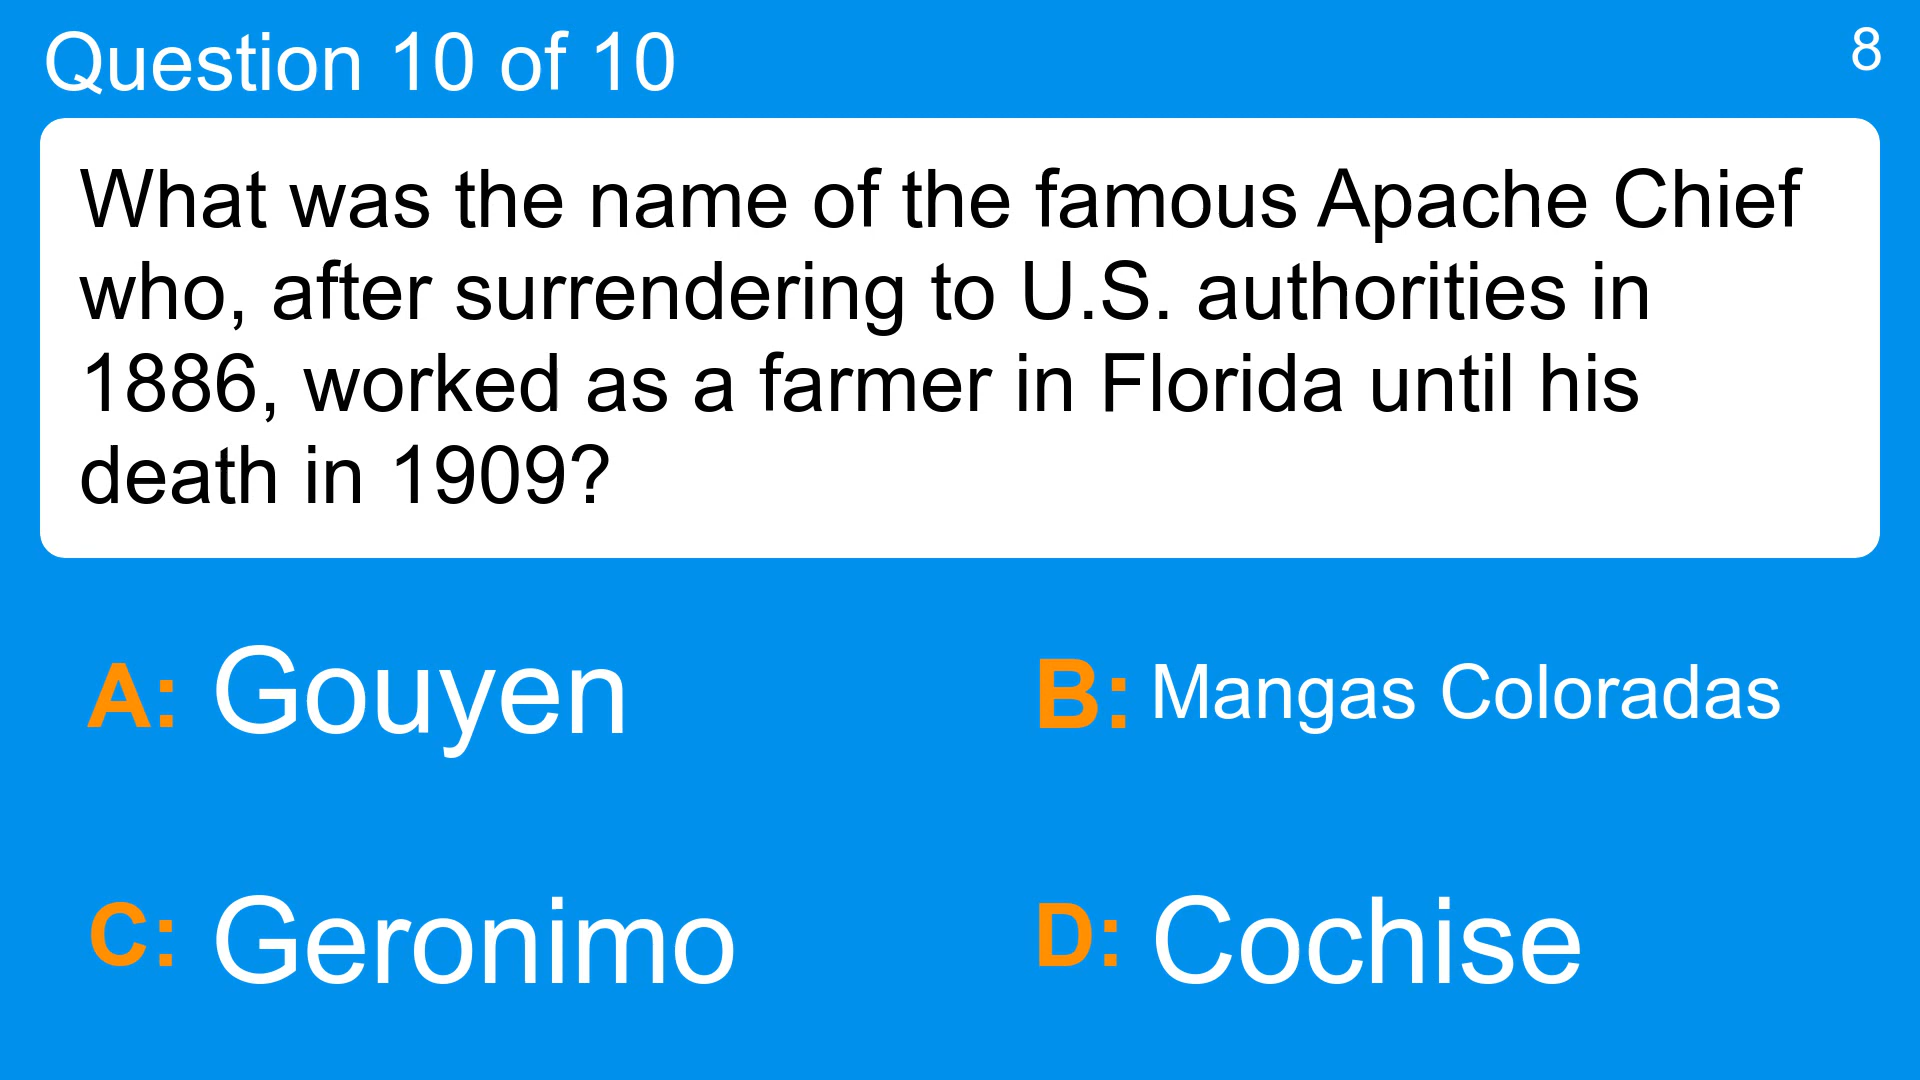 Question 10 of 10
8
What was the name of the famous Apache Chief
who, after surrendering to U.S. authorities in
1886, worked as a farmer in Florida until his
death in 1909?
A: Gouyen
B: Mangas Coloradas
C: Geronimo
D: Cochise